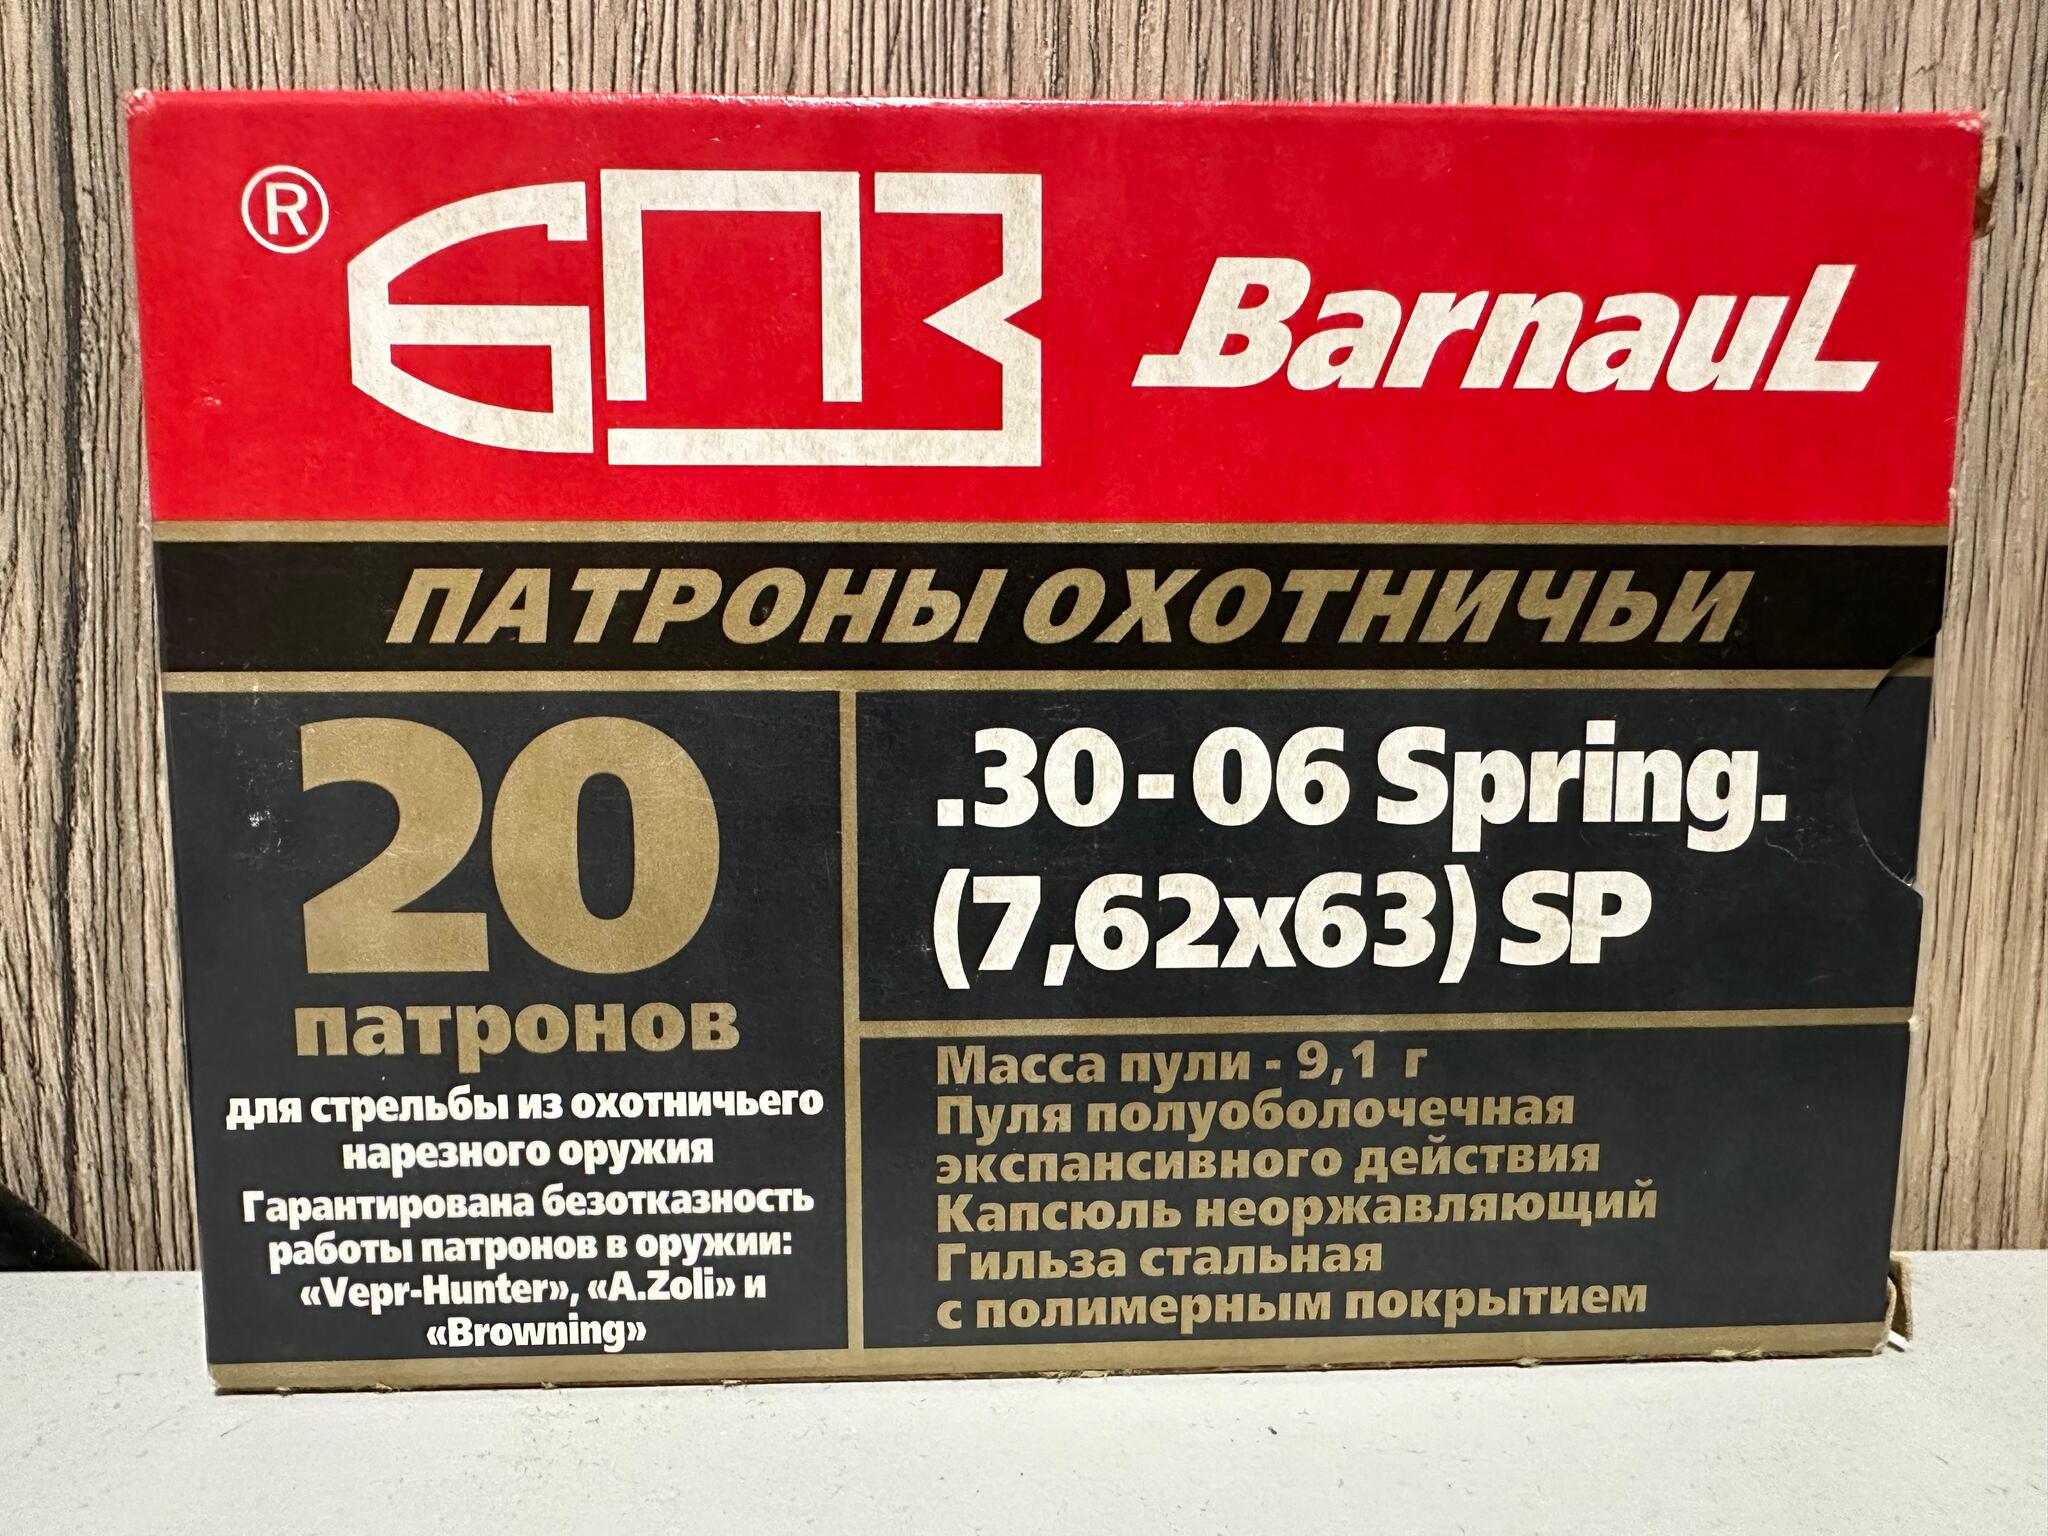 ®
БПЗ
BarnauL
ПАТРОНЫ ОХОТНИЧЬИ
20
патронов
для стрельбы из охотничьего
нарезного оружия
Гарантирована безотказность
работы патронов в оружии:
«Vepr-Hunter», «A.Zoli» и
«Browning»
.30-06 Spring.
(7,62x63) SP
Масса пули - 9,1 г
Пуля полуоболочечная
экспансивного действия
Капсюль неоржавляющий
Гильза стальная
с полимерным покрытием